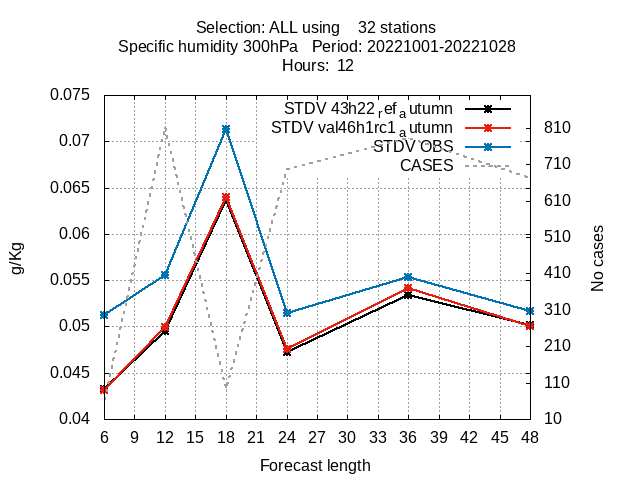 Selection: ALL using 32 stations
Specific humidity 300hPa Period: 20221001-20221028
Hours: 12
0.075
0.07
0.065
0.06
0.055
0.05
0.045
0.04
g/Kg
STDV 43h22refautumn
STDV val46h1rc1autumn
STDV OBS
CASES
810
710
610
510
410
310
210
110
10
No cases
6 9 12 15 18 21 24 27 30 33 36 39 42 45 48
Forecast length